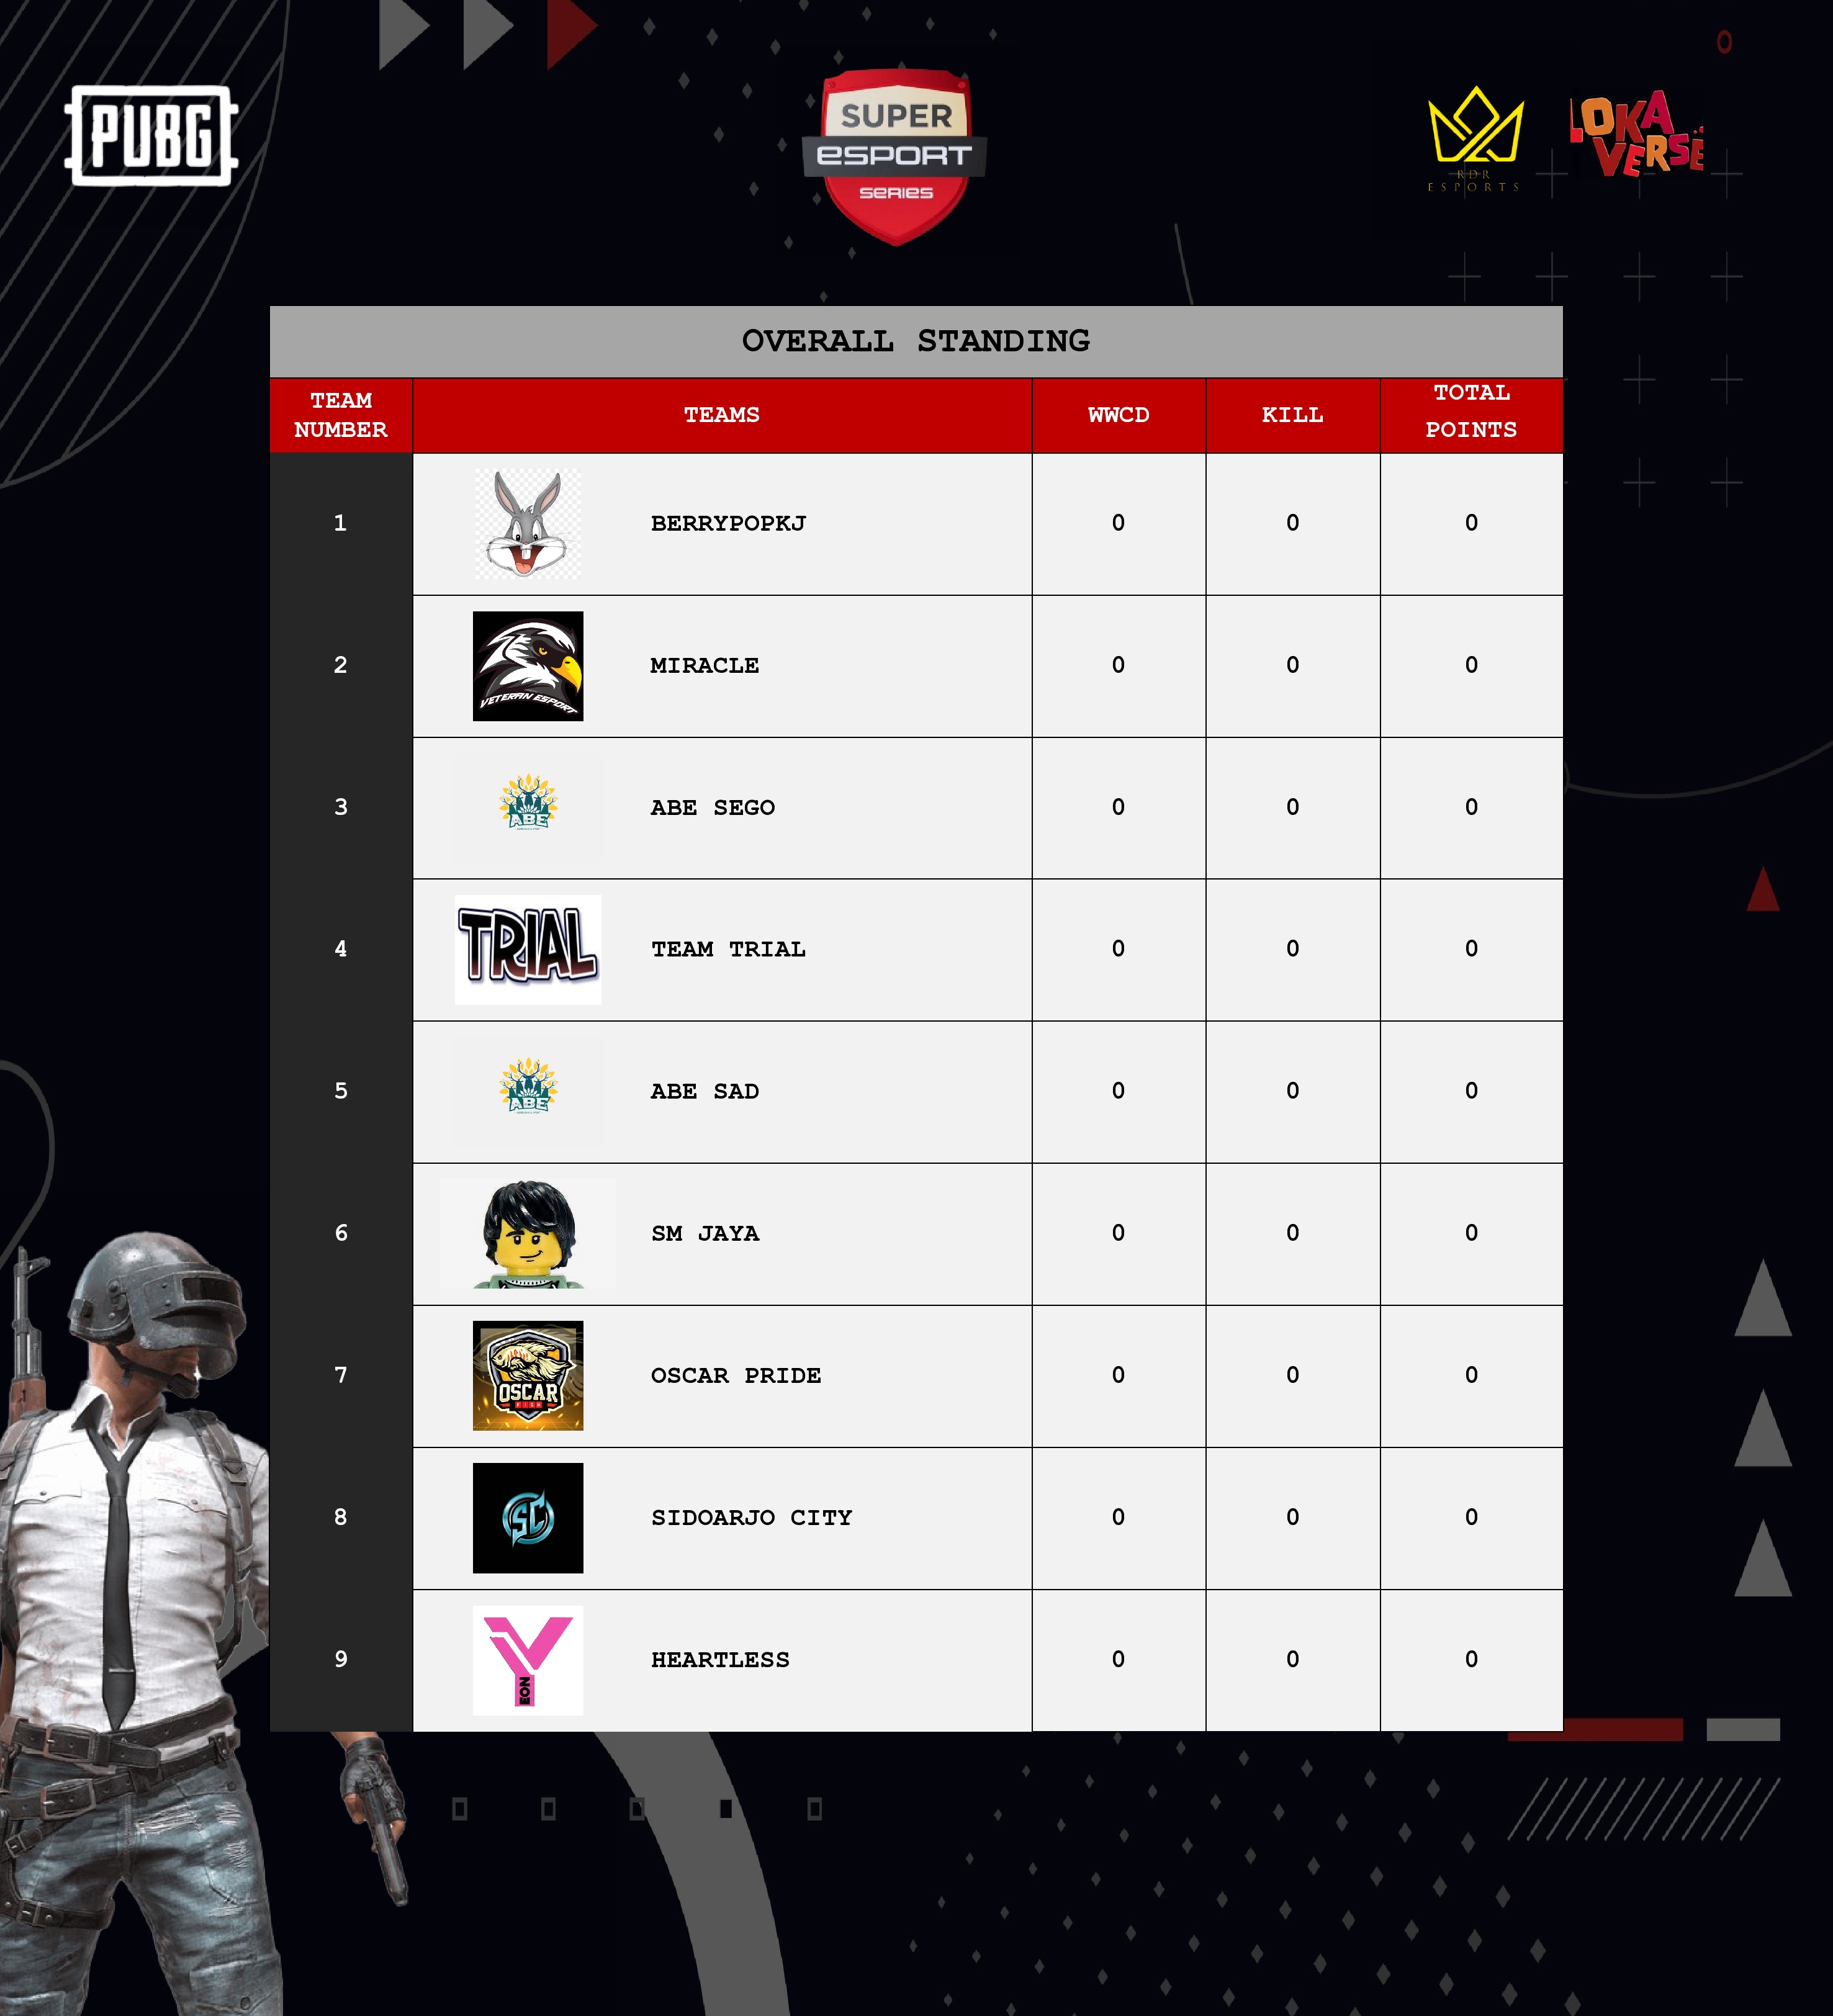 PUBG
SUPER
esport
series
RDR
ESPORTS
LOKA
VERSE
OVERALL STANDING
TEAM NUMBER TEAMS WWCD KILL TOTAL POINTS
1 BERRYPOPKJ 0 0 0
2 VETERAN ESPORT MIRACLE 0 0 0
3 ABE ABE SEGO 0 0 0
4 TRIAL TEAM TRIAL 0 0 0
5 ABE ABE SAD 0 0 0
6 SM JAYA 0 0 0
7 OSCAR FISH OSCAR PRIDE 0 0 0
8 SC SIDOARJO CITY 0 0 0
9 Y EON HEARTLESS 0 0 0